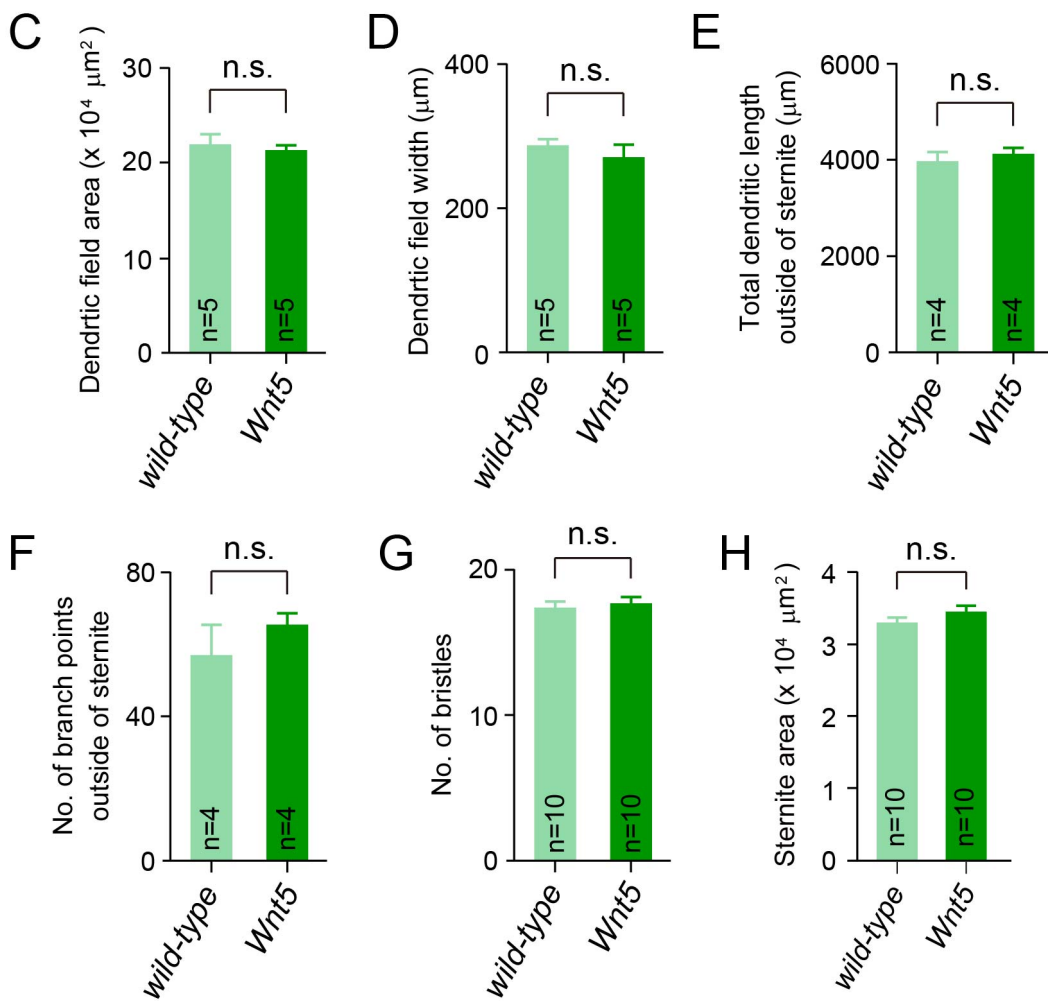 C
Dendrtic field area (x 10⁴ μm²)
30
20
10
0
n.s.
n=5
n=5
wild-type
Wnt5
D
Dendrtic field width (μm)
400
200
0
n.s.
n=5
n=5
wild-type
Wnt5
E
Total dendritic length
outside of sternite (μm)
6000
4000
2000
0
n.s.
n=4
n=4
wild-type
Wnt5
F
No. of branch points
outside of sternite
80
40
0
n.s.
n=4
n=4
wild-type
Wnt5
G
No. of bristles
20
10
0
n.s.
n=10
n=10
wild-type
Wnt5
H
Sternite area (x 10⁴ μm²)
4
3
2
1
0
n.s.
n=10
n=10
wild-type
Wnt5